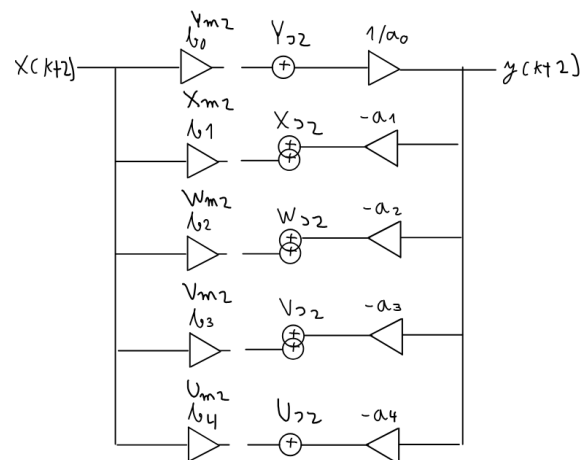 Ym2
b0 Y>2 1/a0
X(k+2) + y(k+2)
Xm2 X>2 -a1
b1 + +
Wm2 W>2 -a2
b2 + +
Vm2 V>2 -a3
b3 + +
Um2 U>2 -a4
b4 +